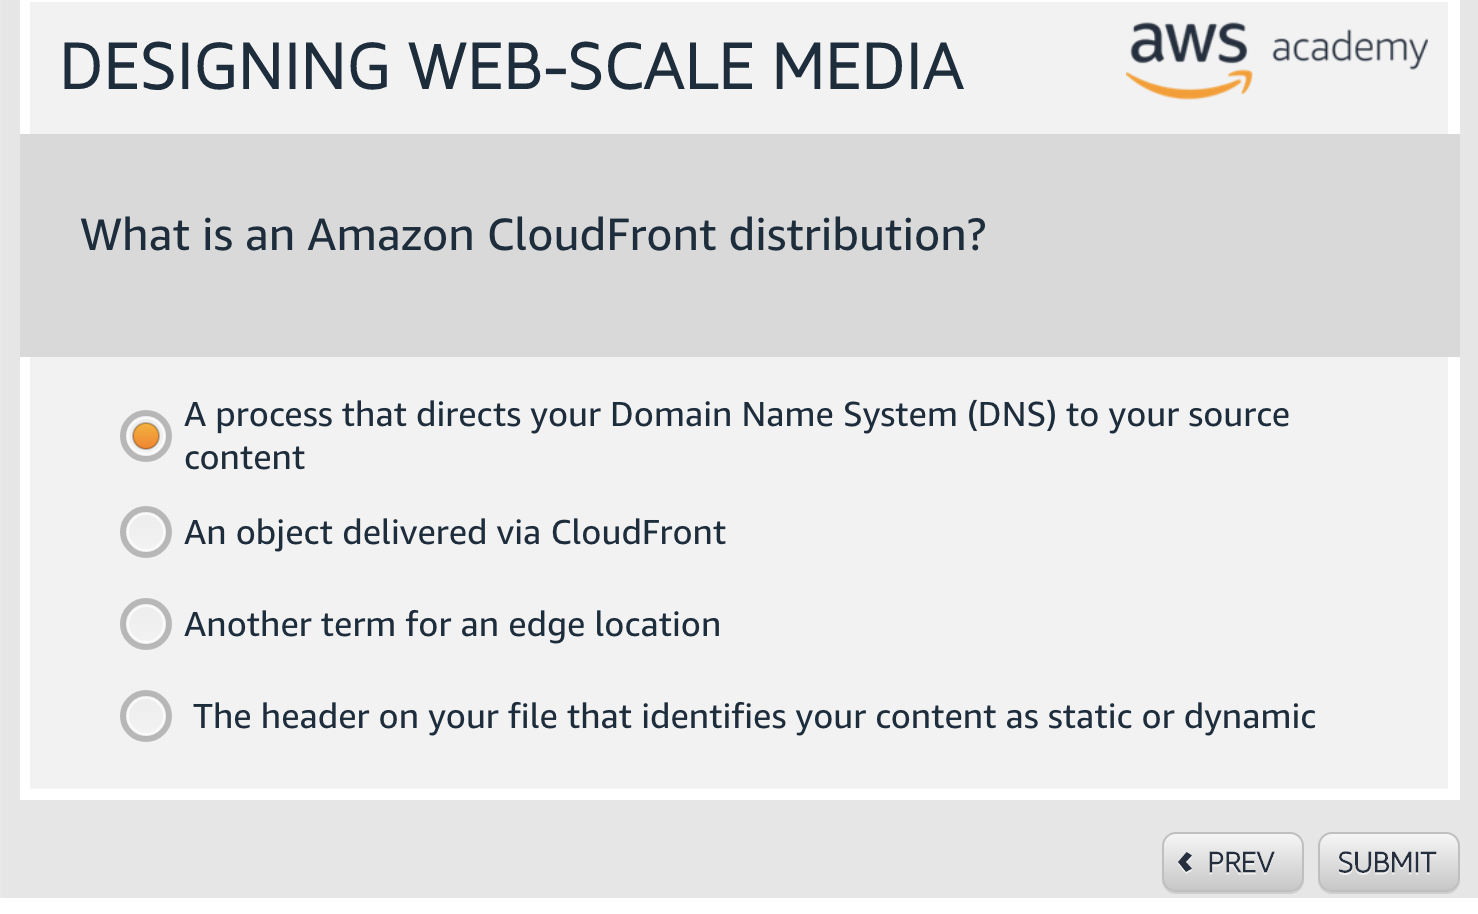 DESIGNING WEB-SCALE MEDIA
aws academy
What is an Amazon CloudFront distribution?
A process that directs your Domain Name System (DNS) to your source
content
An object delivered via CloudFront
Another term for an edge location
The header on your file that identifies your content as static or dynamic
PREV
SUBMIT